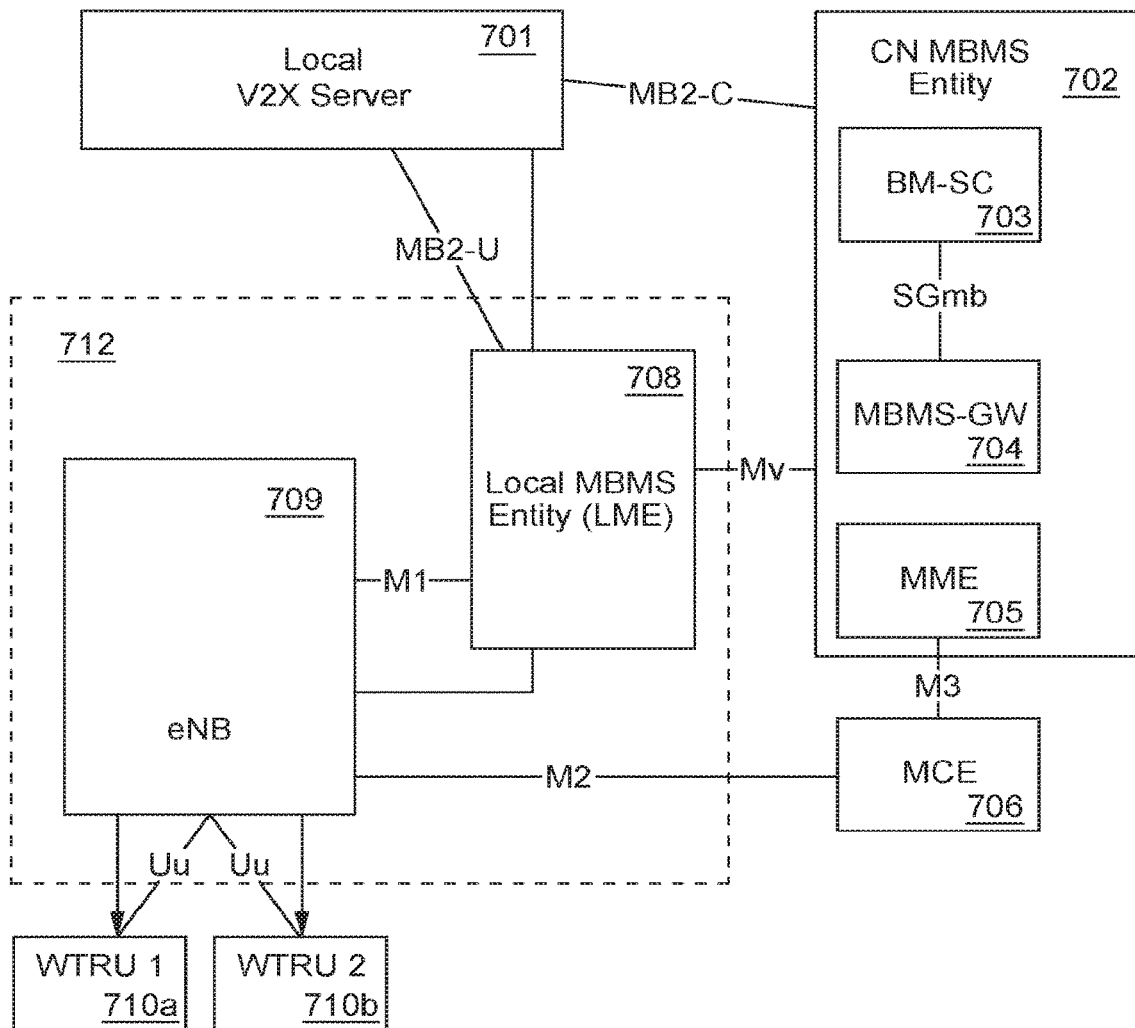 701
Local
V2X Server
MB2-C
CN MBMS
Entity
702
BM-SC
703
MB2-U
SGmb
712
708
MBMS-GW
704
709
Local MBMS
Entity (LME)
Mv
M1
MME
705
M3
eNB
M2
MCE
706
Uu
Uu
WTRU 1
710a
WTRU 2
710b